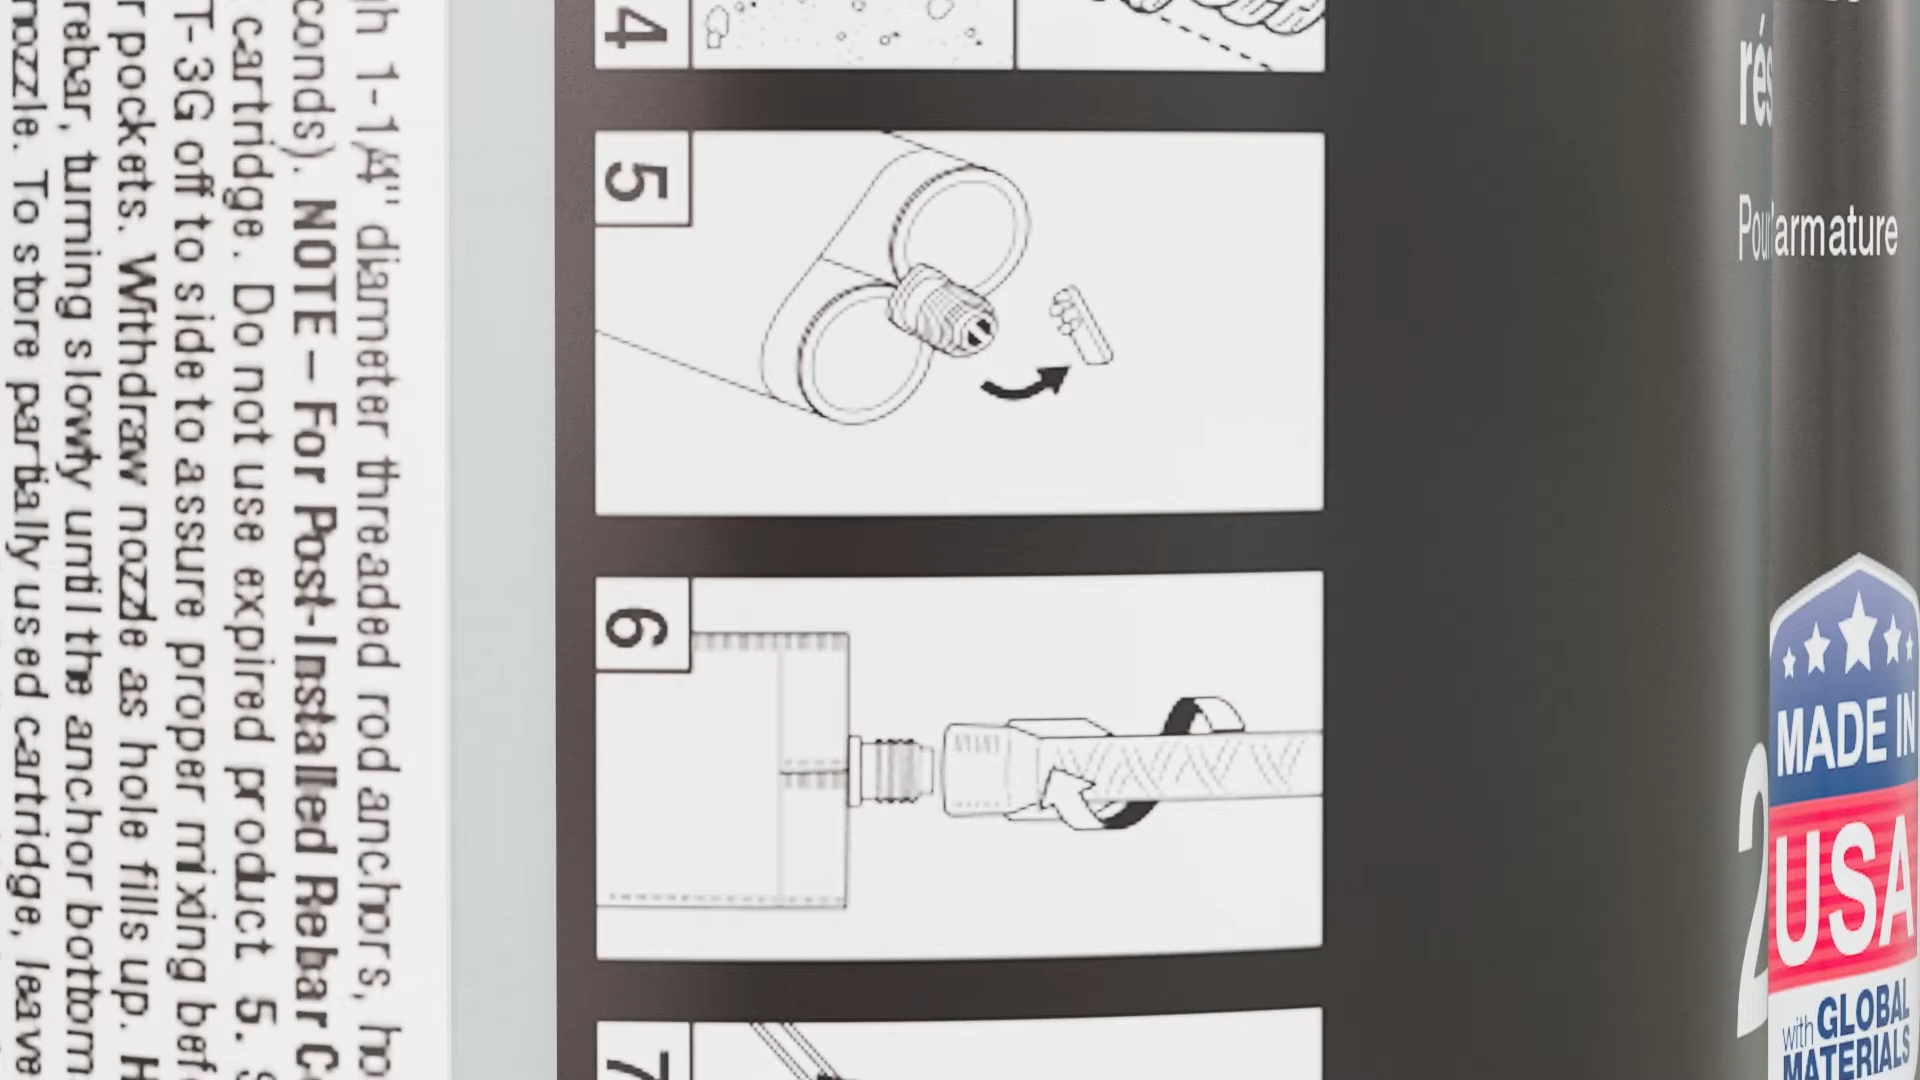 gh 1-1/4" diameter threaded rod anchors, ho
conds). NOTE – For Post-Installed Rebar C
cartridge. Do not use expired product 5. S
T-3G off to side to assure proper mixing bef
r pockets. Withdraw nozzle as hole fills up. H
rebar, turning slowly until the anchor bottom
nozzle. To store partially used cartridge, leave
4
5
6
7
rés
Pour armature
2
MADE IN
USA
with GLOBAL
MATERIALS